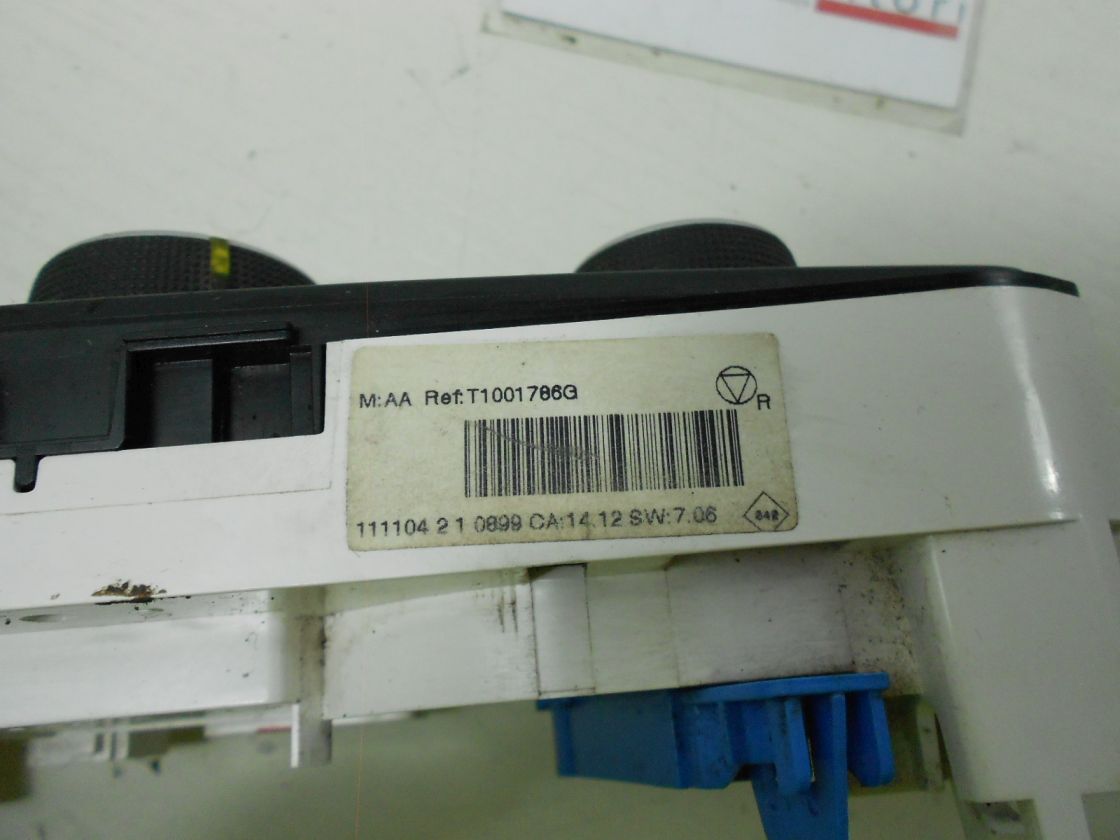 M:AA Ref:T1001786G
R
111104 2 1 0899 CA:14.12 SW:7.06